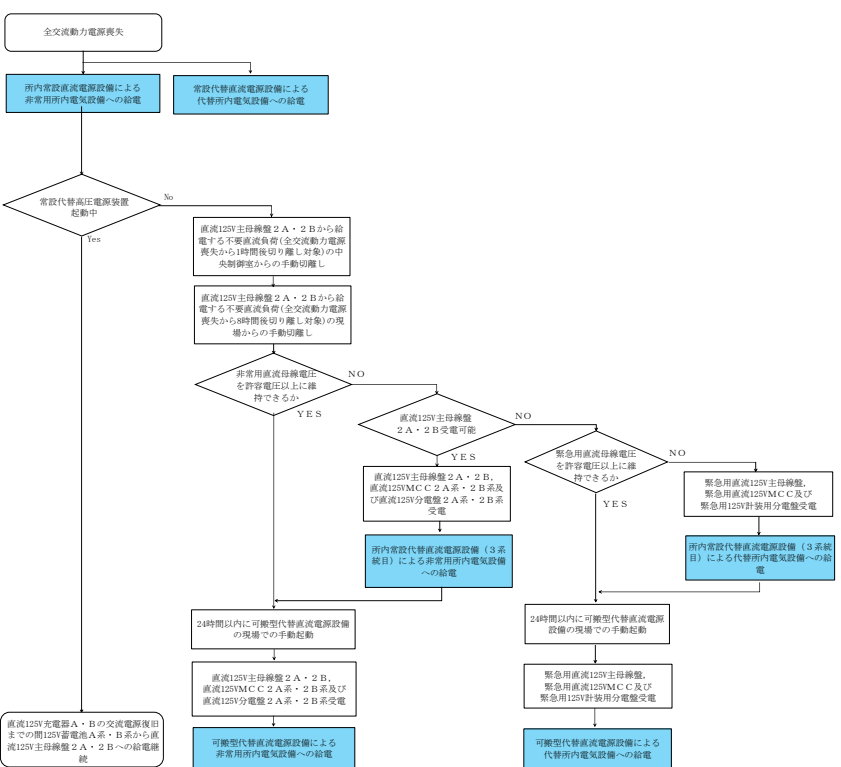 全交流動力電源喪失
所内常設直流電源設備による
非常用所内電気設備への給電
常設代替直流電源設備による
代替所内電気設備への給電
常設代替高圧電源装置
起動中
No
Yes
直流125V主母線盤２Ａ・２Ｂから給
電する不要直流負荷(全交流動力電源
喪失から1時間後切り離し対象)の中
央制御室からの手動切離し
直流125V主母線盤２Ａ・２Ｂから給
電する不要直流負荷(全交流動力電源
喪失から8時間後切り離し対象)の現
場からの手動切離し
非常用直流母線電圧
を許容電圧以上に維
持できるか
ＮＯ
ＹＥＳ
直流125V主母線盤
２Ａ・２Ｂ受電可能
ＮＯ
ＹＥＳ
緊急用直流母線電圧
を許容電圧以上に維
持できるか
ＮＯ
ＹＥＳ
直流125V主母線盤２Ａ・２Ｂ，
直流125VMCC２Ａ系・２Ｂ系及
び直流125V分電盤２Ａ系・２Ｂ系
受電
緊急用直流125V主母線盤，
緊急用直流125VMCC及び
緊急用125V計装用分電盤受電
所内常設代替直流電源設備（３系
統目）による非常用所内電気設備
への給電
所内常設代替直流電源設備（３系統
目）による代替所内電気設備への給
電
24時間以内に可搬型代替直流電源設備
の現場での手動起動
24時間以内に可搬型代替直流電源
設備の現場での手動起動
直流125V主母線盤２Ａ・２Ｂ，
直流125VMCC２Ａ系・２Ｂ系及び
直流125V分電盤２Ａ系・２Ｂ系受電
緊急用直流125V主母線盤，
緊急用直流125VMCC及び
緊急用125V計装用分電盤受電
直流125V充電器Ａ・Ｂの交流電源復旧
までの間125V蓄電池Ａ系・Ｂ系から直
流125V主母線盤２Ａ・２Ｂへの給電継
続
可搬型代替直流電源設備による
非常用所内電気設備への給電
可搬型代替直流電源設備による
代替所内電気設備への給電